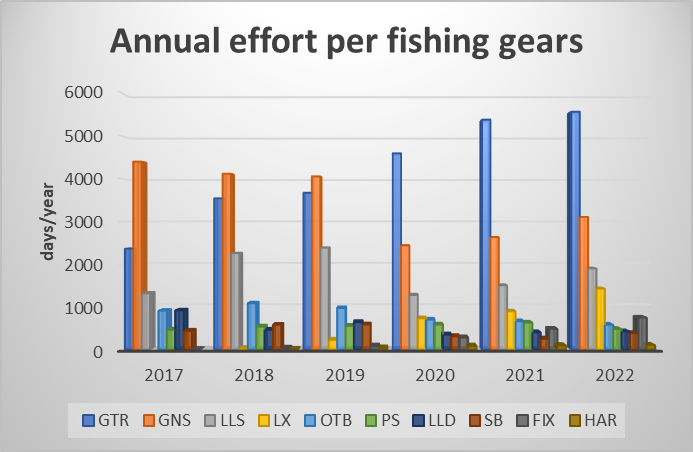 Annual effort per fishing gears
6000
5000
4000
3000
2000
1000
0
days/year
2017 2018 2019 2020 2021 2022
GTR GNS LLS LX OTB PS LLD SB FIX HAR